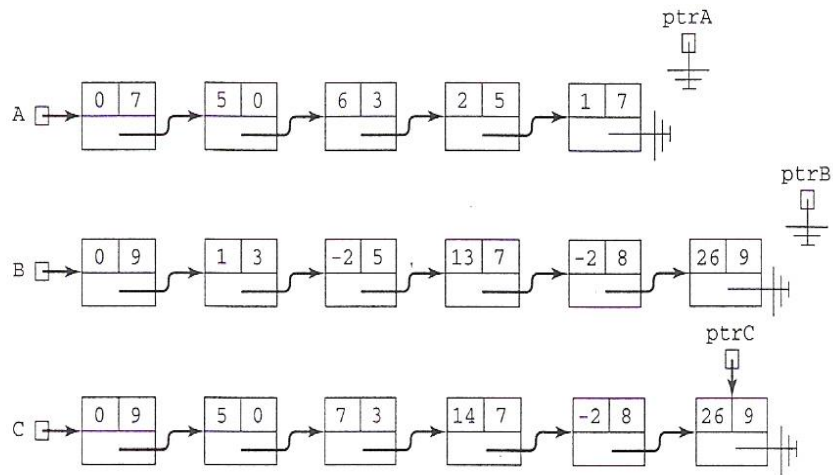 ptrA
A 0 7 5 0 6 3 2 5 1 7
ptrB
B 0 9 1 3 -2 5 13 7 -2 8 26 9
ptrC
C 0 9 5 0 7 3 14 7 -2 8 26 9